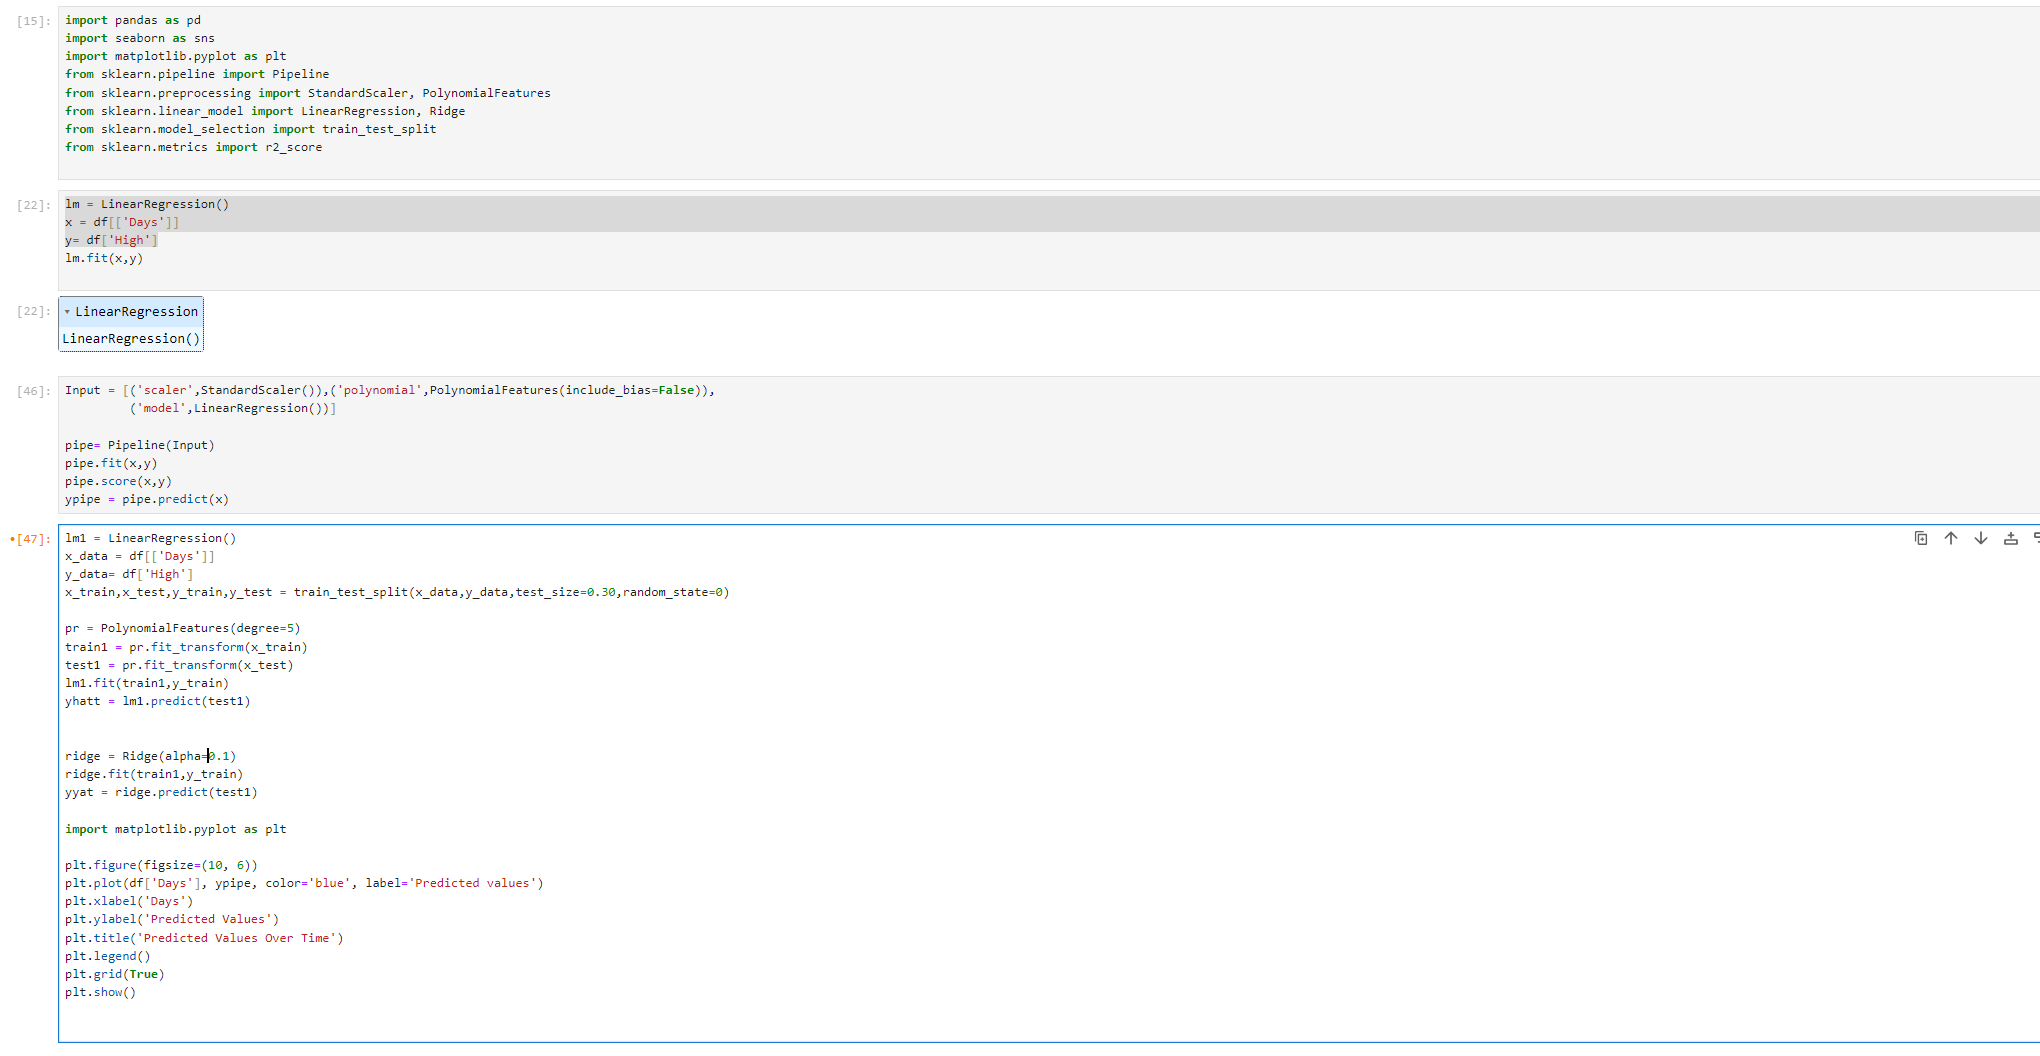 [15]:
import pandas as pd
import seaborn as sns
import matplotlib.pyplot as plt
from sklearn.pipeline import Pipeline
from sklearn.preprocessing import StandardScaler, PolynomialFeatures
from sklearn.linear_model import LinearRegression, Ridge
from sklearn.model_selection import train_test_split
from sklearn.metrics import r2_score
[22]:
lm = LinearRegression()
x = df[['Days']]
y= df['High']
lm.fit(x,y)
[22]:
▾ LinearRegression
LinearRegression()
[46]:
Input = [('scaler',StandardScaler()),('polynomial',PolynomialFeatures(include_bias=False)),
('model',LinearRegression())]
pipe= Pipeline(Input)
pipe.fit(x,y)
pipe.score(x,y)
ypipe = pipe.predict(x)
•[47]:
lm1 = LinearRegression()
x_data = df[['Days']]
y_data= df['High']
x_train,x_test,y_train,y_test = train_test_split(x_data,y_data,test_size=0.30,random_state=0)
pr = PolynomialFeatures(degree=5)
train1 = pr.fit_transform(x_train)
test1 = pr.fit_transform(x_test)
lm1.fit(train1,y_train)
yhatt = lm1.predict(test1)
ridge = Ridge(alpha=0.1)
ridge.fit(train1,y_train)
yyat = ridge.predict(test1)
import matplotlib.pyplot as plt
plt.figure(figsize=(10, 6))
plt.plot(df['Days'], ypipe, color='blue', label='Predicted values')
plt.xlabel('Days')
plt.ylabel('Predicted Values')
plt.title('Predicted Values Over Time')
plt.legend()
plt.grid(True)
plt.show()